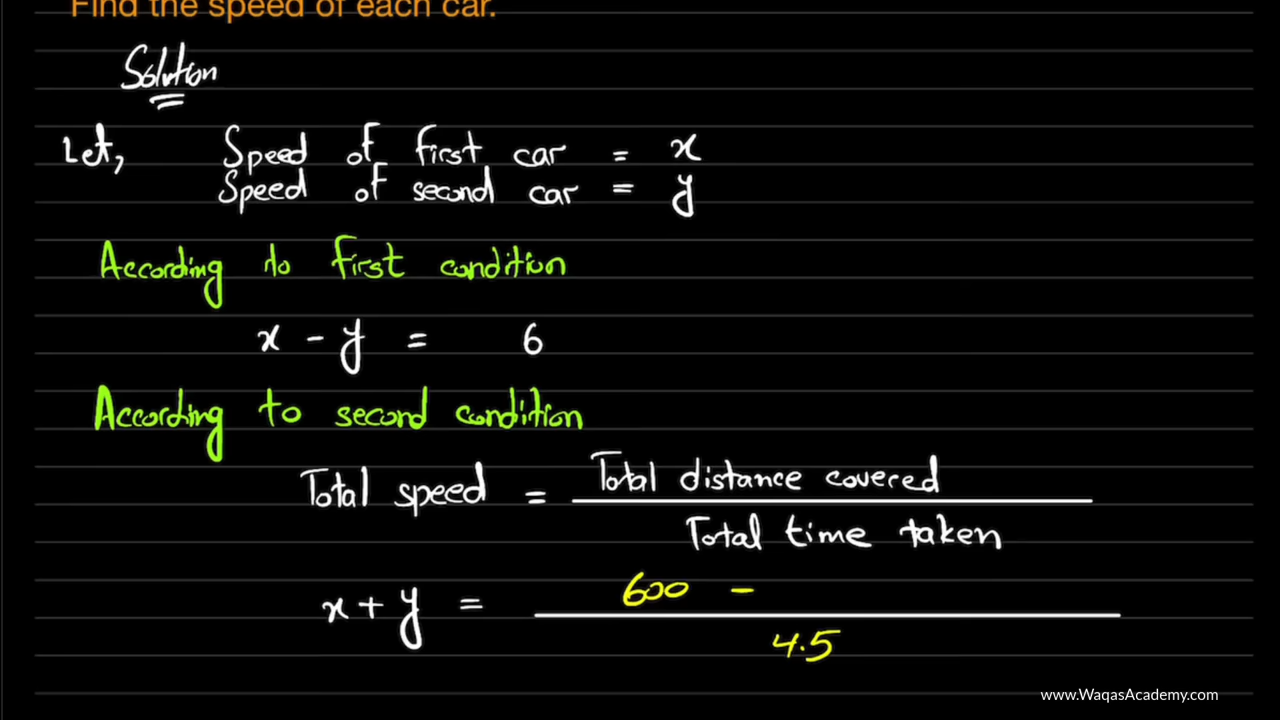 Find the speed of each car.
Solution
Let, Speed of first car = x
Speed of second car = y
According to first condition
x - y = 6
According to second condition
Total speed = Total distance covered
Total time taken
x + y = 600 -
4.5
www.WaqasAcademy.com